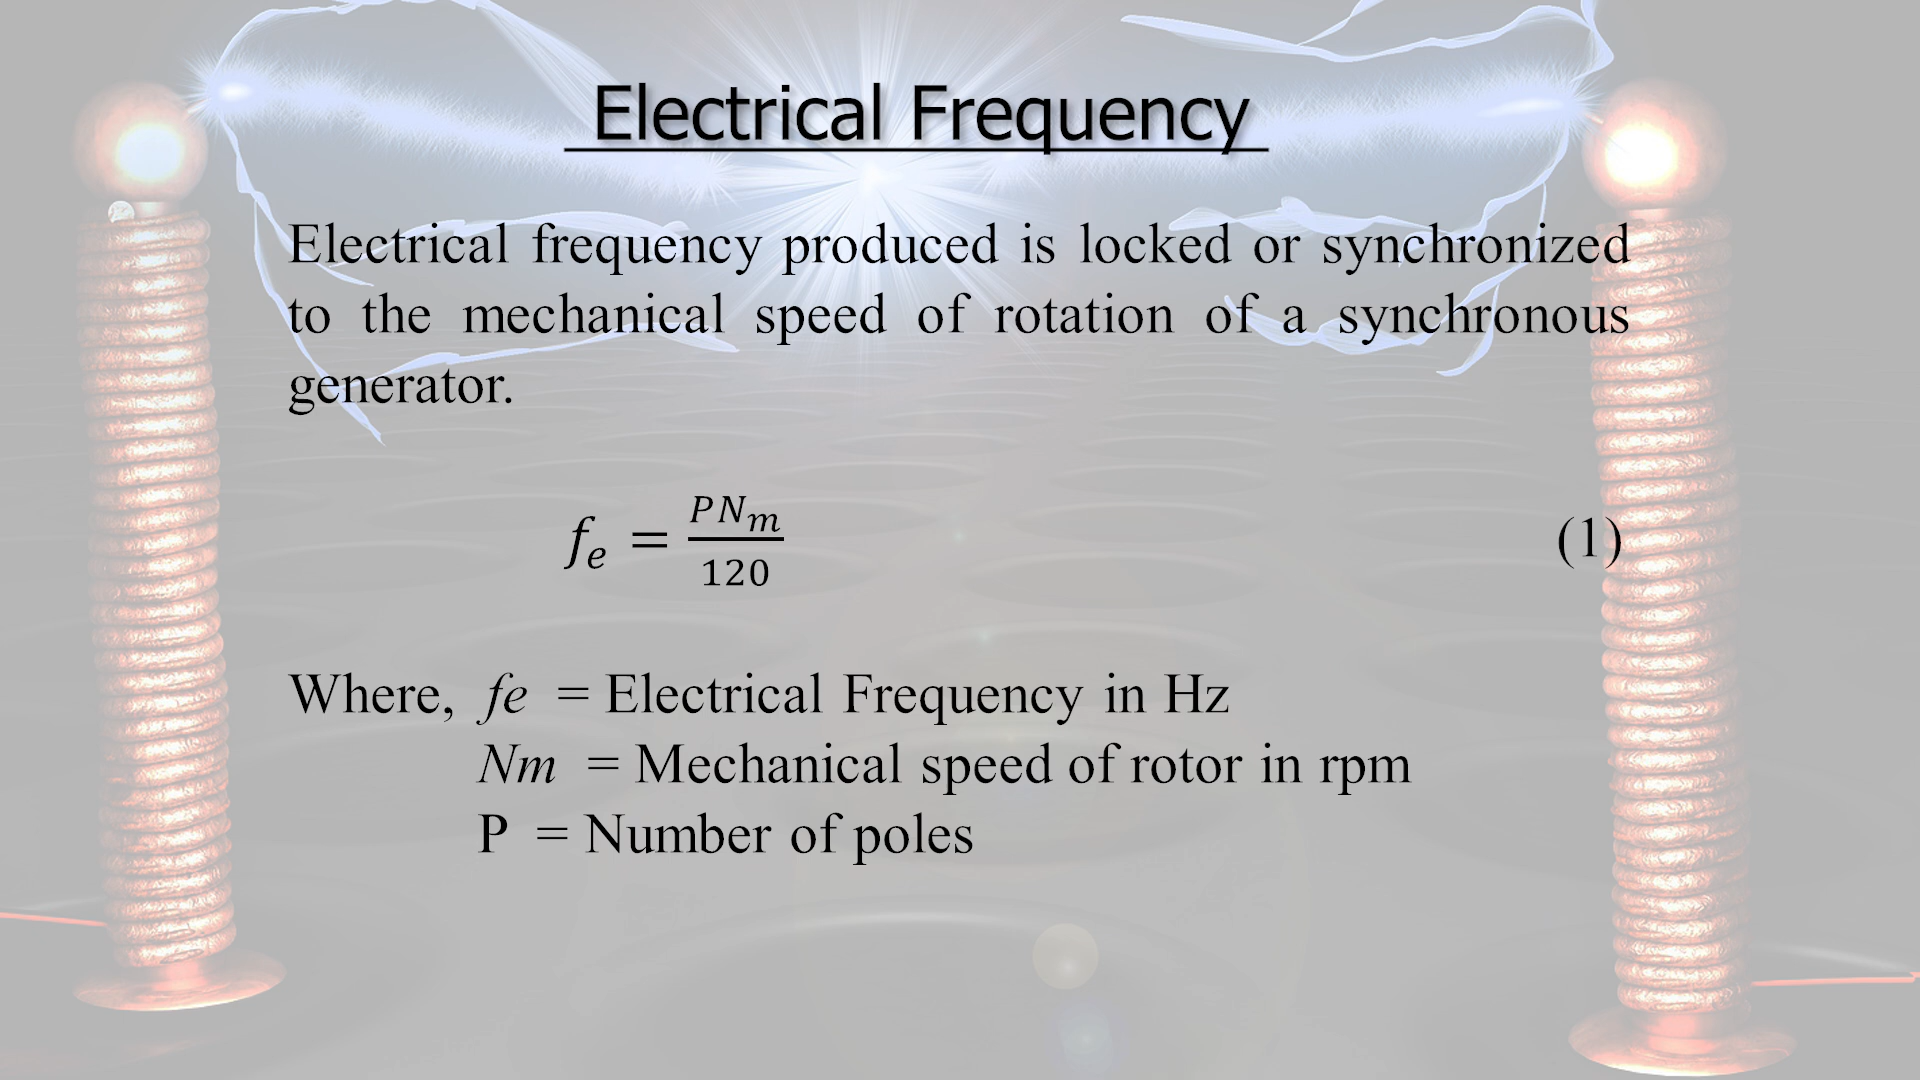 Electrical Frequency
Electrical frequency produced is locked or synchronized
to the mechanical speed of rotation of a synchronous
generator.
𝑓ₑ = 𝑃𝑁ₘ/120 (1)
Where, fe = Electrical Frequency in Hz
Nm = Mechanical speed of rotor in rpm
P = Number of poles